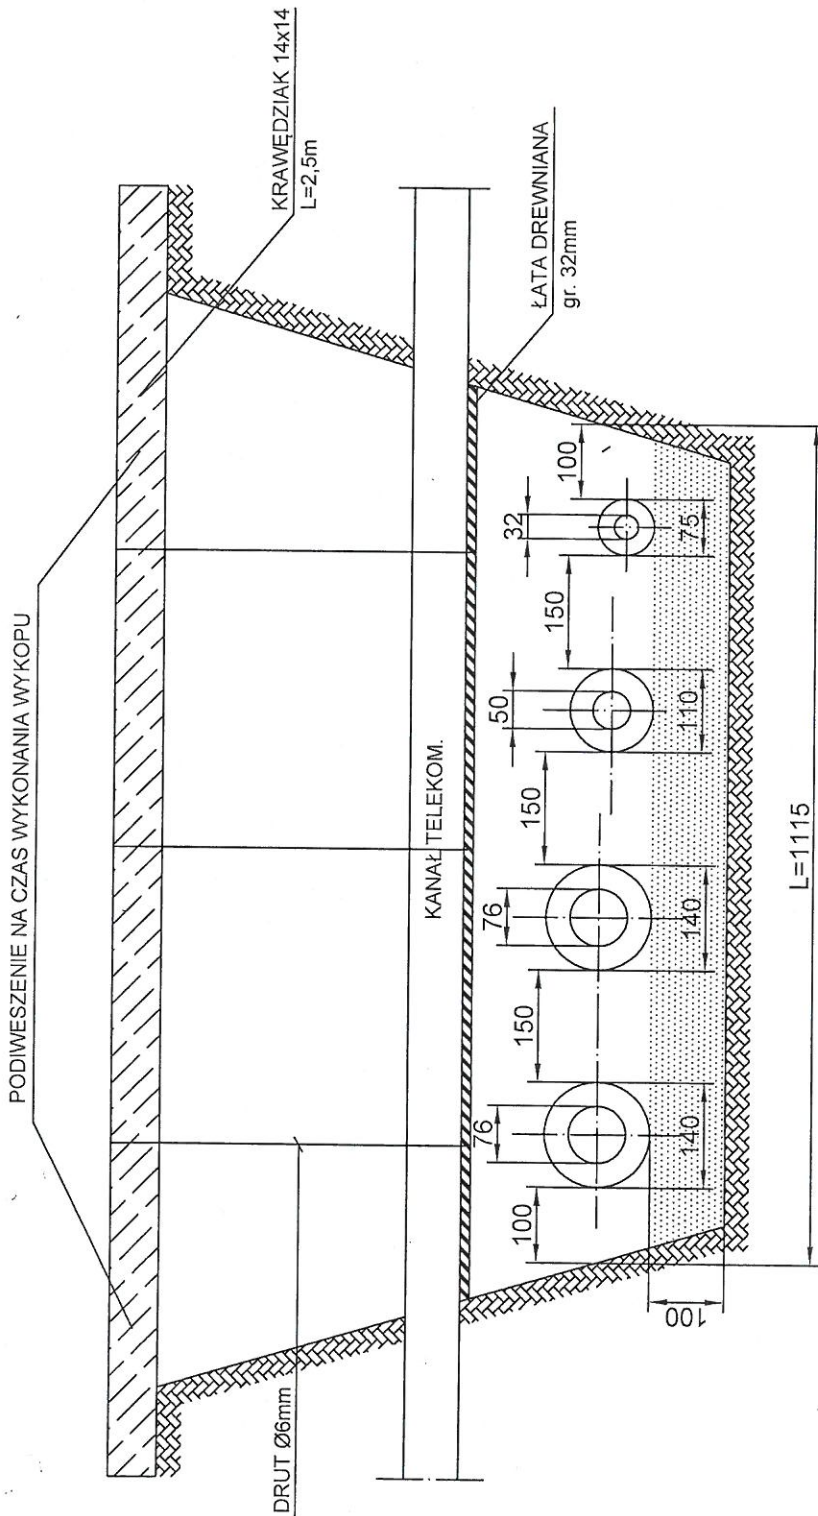 PODIWESZENIE NA CZAS WYKONANIA WYKOPU
KRAWĘDZIAK 14x14
L=2,5m
DRUT Ø6mm
KANAŁ TELEKOM.
ŁATA DREWNIANA
gr. 32mm
100
76
150
76
150
50
150
32
100
140
140
110
75
100
L=1115